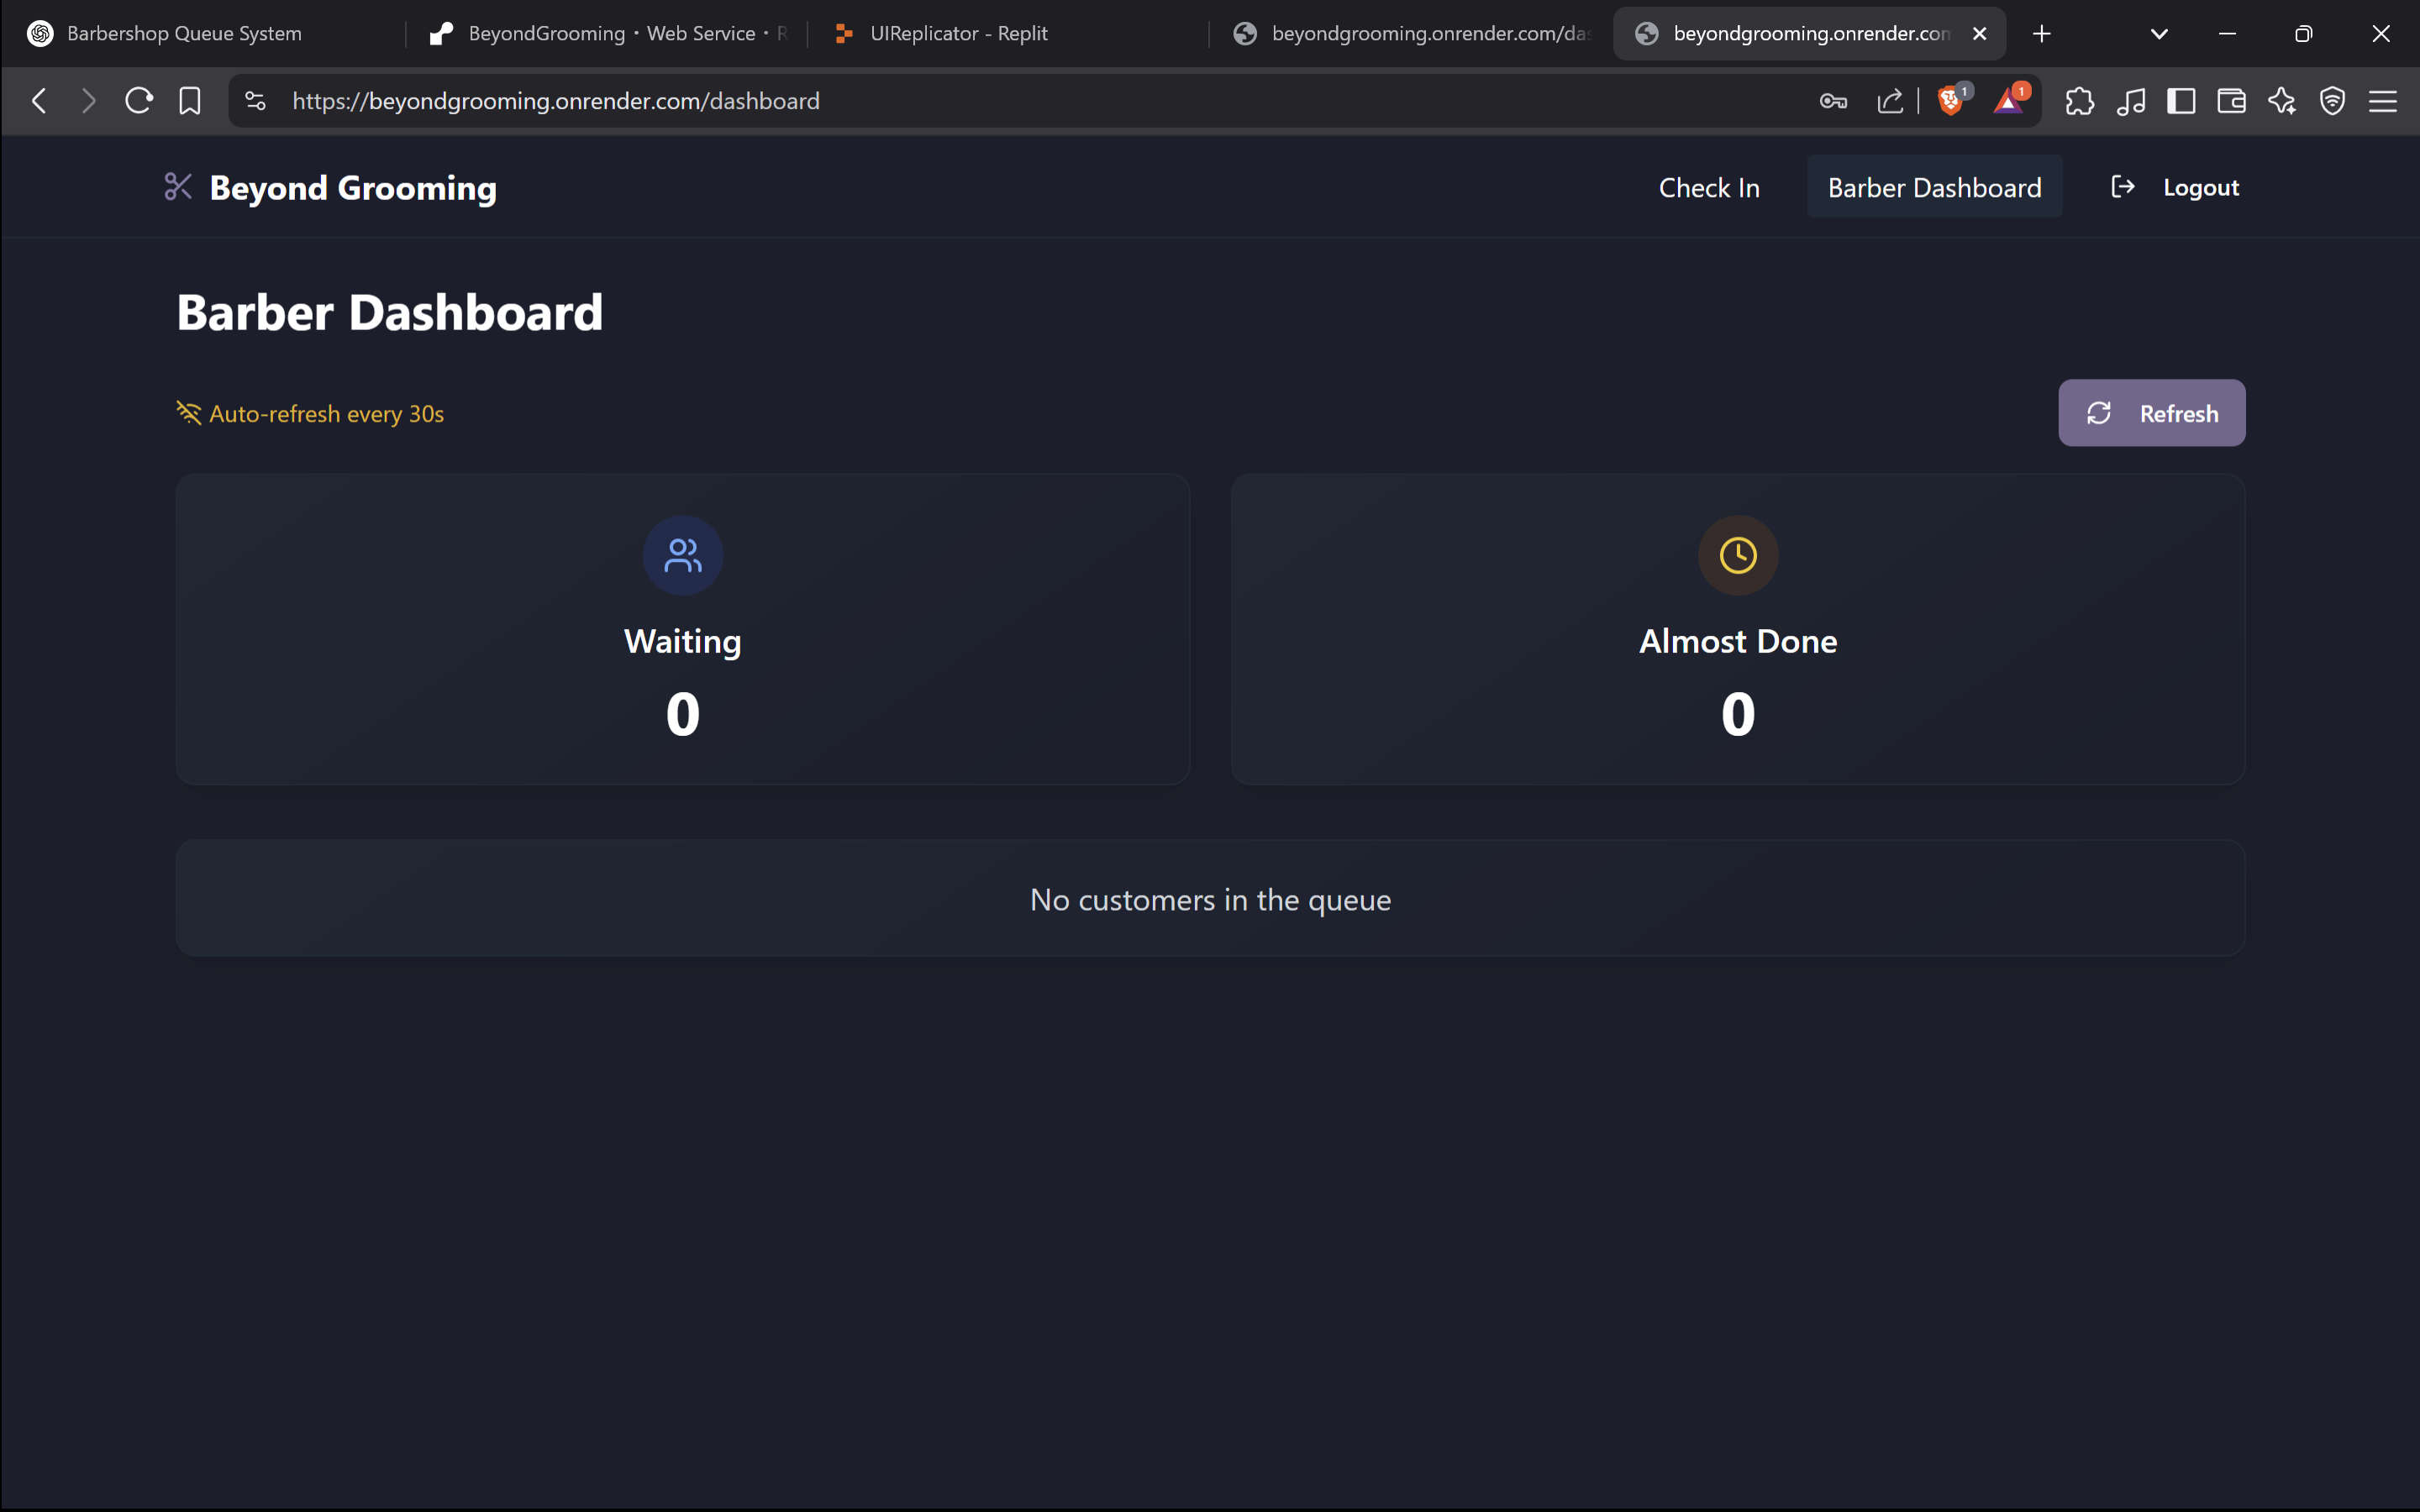 Barbershop Queue System
BeyondGrooming · Web Service · R
UIReplicator - Replit
beyondgrooming.onrender.com/das
beyondgrooming.onrender.com
https://beyondgrooming.onrender.com/dashboard
1
1
Beyond Grooming
Check In
Barber Dashboard
Logout
Barber Dashboard
Auto-refresh every 30s
Refresh
Waiting
0
Almost Done
0
No customers in the queue